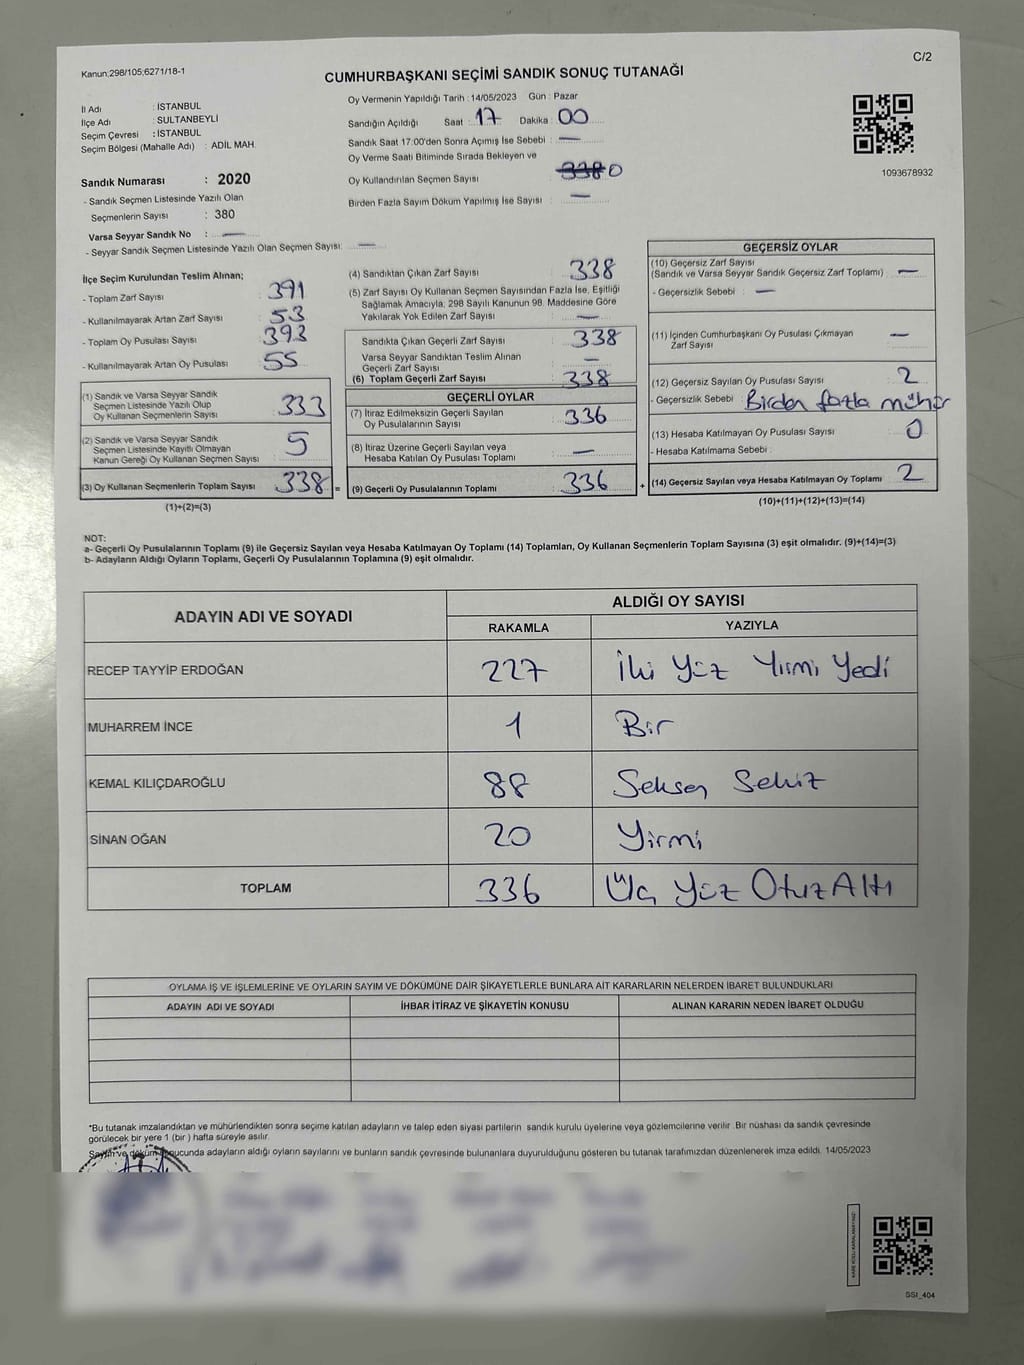 Kanun:298/105;6271/18-1
C/2
CUMHURBAŞKANI SEÇİMİ SANDIK SONUÇ TUTANAĞI
İl Adı : İSTANBUL
İlçe Adı : SULTANBEYLİ
Seçim Çevresi : İSTANBUL
Seçim Bölgesi (Mahalle Adı) : ADİL MAH.
Sandık Numarası : 2020
- Sandık Seçmen Listesinde Yazılı Olan
Seçmenlerin Sayısı : 380
Varsa Seyyar Sandık No : —
- Seyyar Sandık Seçmen Listesinde Yazılı Olan Seçmen Sayısı: —
Oy Vermenin Yapıldığı Tarih : 14/05/2023 Gün : Pazar
Sandığın Açıldığı Saat : 17 Dakika : 00
Sandık Saat 17:00'den Sonra Açımış İse Sebebi : —
Oy Verme Saati Bitiminde Sırada Bekleyen ve
Oy Kullandırılan Seçmen Sayısı : 0
Birden Fazla Sayım Döküm Yapılmış İse Sayısı : —
1093678932
İlçe Seçim Kurulundan Teslim Alınan;
- Toplam Zarf Sayısı : 391
- Kullanılmayarak Artan Zarf Sayısı : 53
- Toplam Oy Pusulası Sayısı : 393
- Kullanılmayarak Artan Oy Pusulası : 55
(1) Sandık ve Varsa Seyyar Sandık
Seçmen Listesinde Yazılı Olup
Oy Kullanan Seçmenlerin Sayısı : 333
(2) Sandık ve Varsa Seyyar Sandık
Seçmen Listesinde Kayıtlı Olmayan
Kanun Gereği Oy Kullanan Seçmen Sayısı : 5
(3) Oy Kullanan Seçmenlerin Toplam Sayısı : 338 =
(1)+(2)=(3)
(4) Sandıktan Çıkan Zarf Sayısı : 338
(5) Zarf Sayısı Oy Kullanan Seçmen Sayısından Fazla İse, Eşitliği
Sağlamak Amacıyla; 298 Sayılı Kanunun 98. Maddesine Göre
Yakılarak Yok Edilen Zarf Sayısı : —
Sandıkta Çıkan Geçerli Zarf Sayısı : 338
Varsa Seyyar Sandıktan Teslim Alınan
Geçerli Zarf Sayısı : —
(6) Toplam Geçerli Zarf Sayısı : 338
GEÇERLİ OYLAR
(7) İtiraz Edilmeksizin Geçerli Sayılan
Oy Pusulalarının Sayısı : 336
(8) İtiraz Üzerine Geçerli Sayılan veya
Hesaba Katılan Oy Pusulası Toplamı : —
(9) Geçerli Oy Pusulalarının Toplamı : 336 +
GEÇERSİZ OYLAR
(10) Geçersiz Zarf Sayısı
(Sandık ve Varsa Seyyar Sandık Geçersiz Zarf Toplamı) : —
- Geçersizlik Sebebi : —
(11) İçinden Cumhurbaşkanı Oy Pusulası Çıkmayan
Zarf Sayısı : —
(12) Geçersiz Sayılan Oy Pusulası Sayısı : 2
- Geçersizlik Sebebi : Birden fazla mühür
(13) Hesaba Katılmayan Oy Pusulası Sayısı : 0
- Hesaba Katılmama Sebebi :
(14) Geçersiz Sayılan veya Hesaba Katılmayan Oy Toplamı : 2
(10)+(11)+(12)+(13)=(14)
NOT:
a- Geçerli Oy Pusulalarının Toplamı (9) ile Geçersiz Sayılan veya Hesaba Katılmayan Oy Toplamı (14) Toplamları, Oy Kullanan Seçmenlerin Toplam Sayısına (3) eşit olmalıdır. (9)+(14)=(3)
b- Adayların Aldığı Oyların Toplamı, Geçerli Oy Pusulalarının Toplamına (9) eşit olmalıdır.
ADAYIN ADI VE SOYADI
ALDIĞI OY SAYISI
RAKAMLA YAZIYLA
RECEP TAYYİP ERDOĞAN 227 İki Yüz Yirmi Yedi
MUHARREM İNCE 1 Bir
KEMAL KILIÇDAROĞLU 88 Seksen Sekiz
SİNAN OĞAN 20 Yirmi
TOPLAM 336 Üç Yüz Otuz Altı
OYLAMA İŞ VE İŞLEMLERİNE VE OYLARIN SAYIM VE DÖKÜMÜNE DAİR ŞİKAYETLERLE BUNLARA AİT KARARLARIN NELERDEN İBARET BULUNDUKLARI
ADAYIN ADI VE SOYADI İHBAR İTİRAZ VE ŞİKAYETİN KONUSU ALINAN KARARIN NEDEN İBARET OLDUĞU
*Bu tutanak imzalandıktan ve mühürlendikten sonra seçime katılan adayların ve talep eden siyasi partilerin sandık kurulu üyelerine veya gözlemcilerine verilir. Bir nüshası da sandık çevresinde
görülecek bir yere 1 (bir) hafta süreyle asılır.
Sayım ve döküm sonucunda adayların aldığı oyların sayılarını ve bunların sandık çevresinde bulunanlara duyurulduğunu gösteren bu tutanak tarafımızdan düzenlenerek imza edildi. 14/05/2023
SSI_404